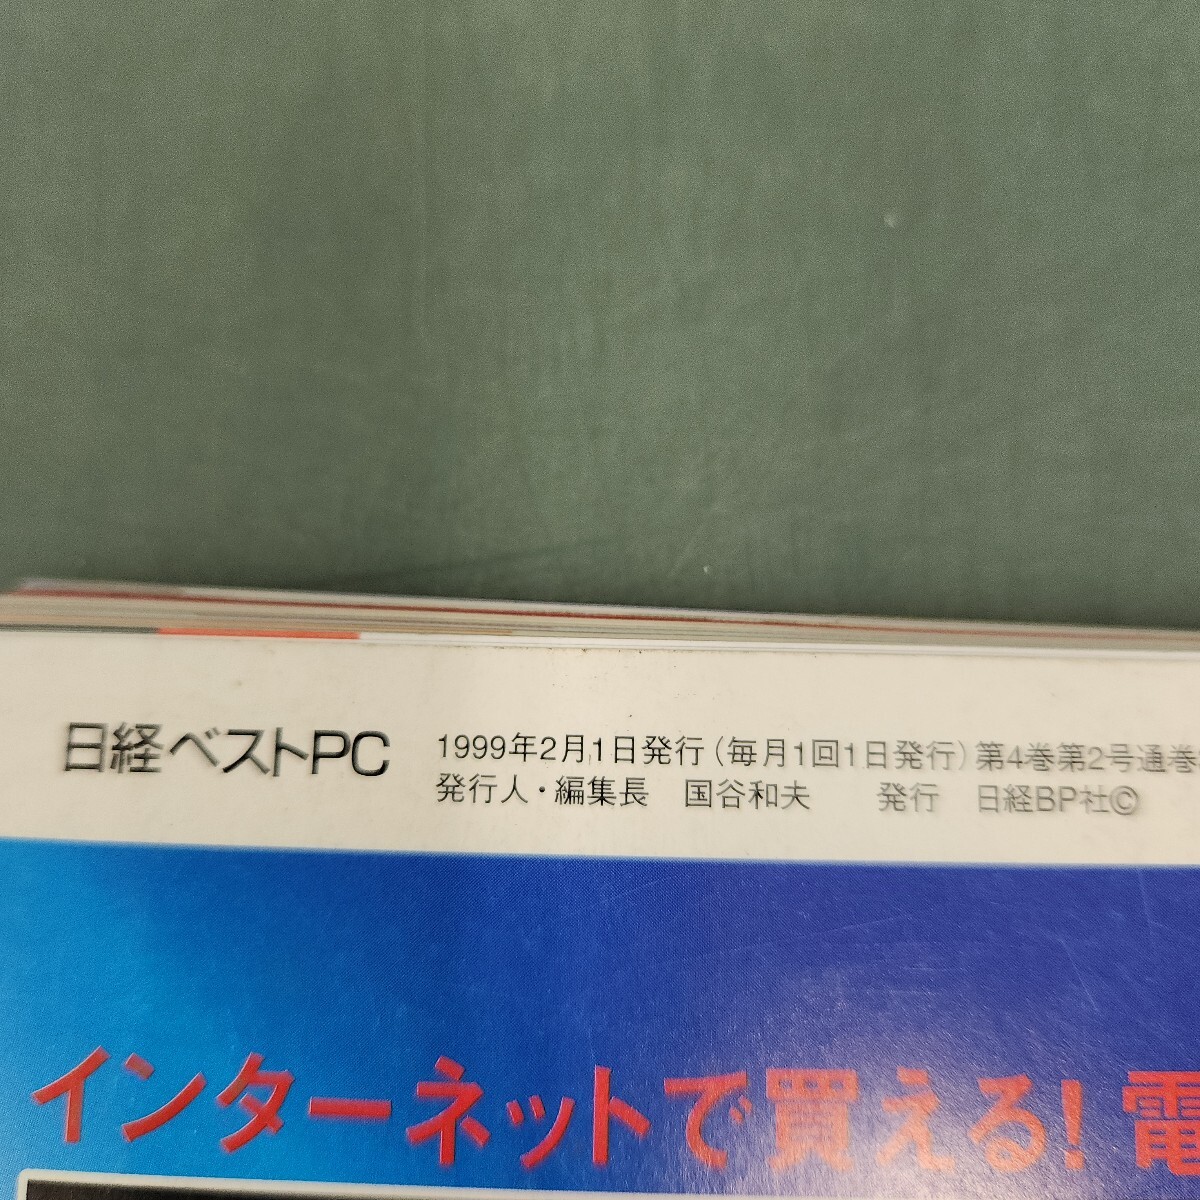 日経ベストPC
1999年2月1日発行（毎月1回1日発行）第4巻第2号通巻
発行人・編集長　国谷和夫　　発行　日経BP社©
インターネットで買える！電